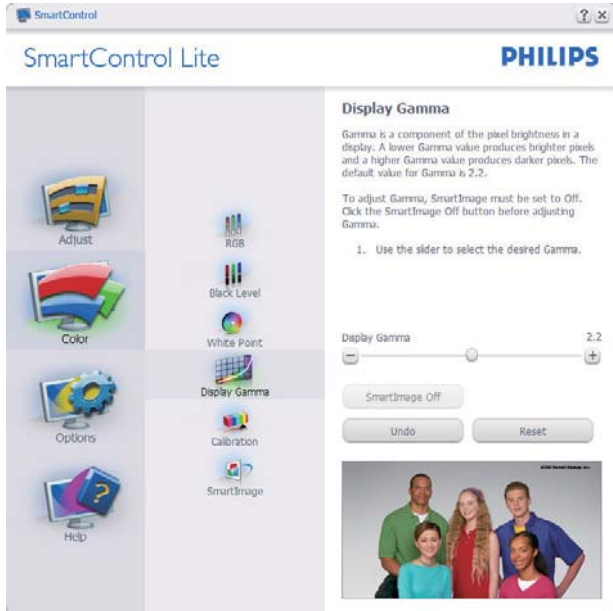 SmartControl
SmartControl Lite
PHILIPS
Adjust
Color
Options
Help
RGB
Black Level
White Point
Display Gamma
Calibration
SmartImage
Display Gamma
Gamma is a component of the pixel brightness in a
display. A lower Gamma value produces brighter pixels
and a higher Gamma value produces darker pixels. The
default value for Gamma is 2.2.
To adjust Gamma, SmartImage must be set to Off.
Click the SmartImage Off button before adjusting
Gamma.
1. Use the slider to select the desired Gamma.
Display Gamma 2.2
SmartImage Off
Undo Reset